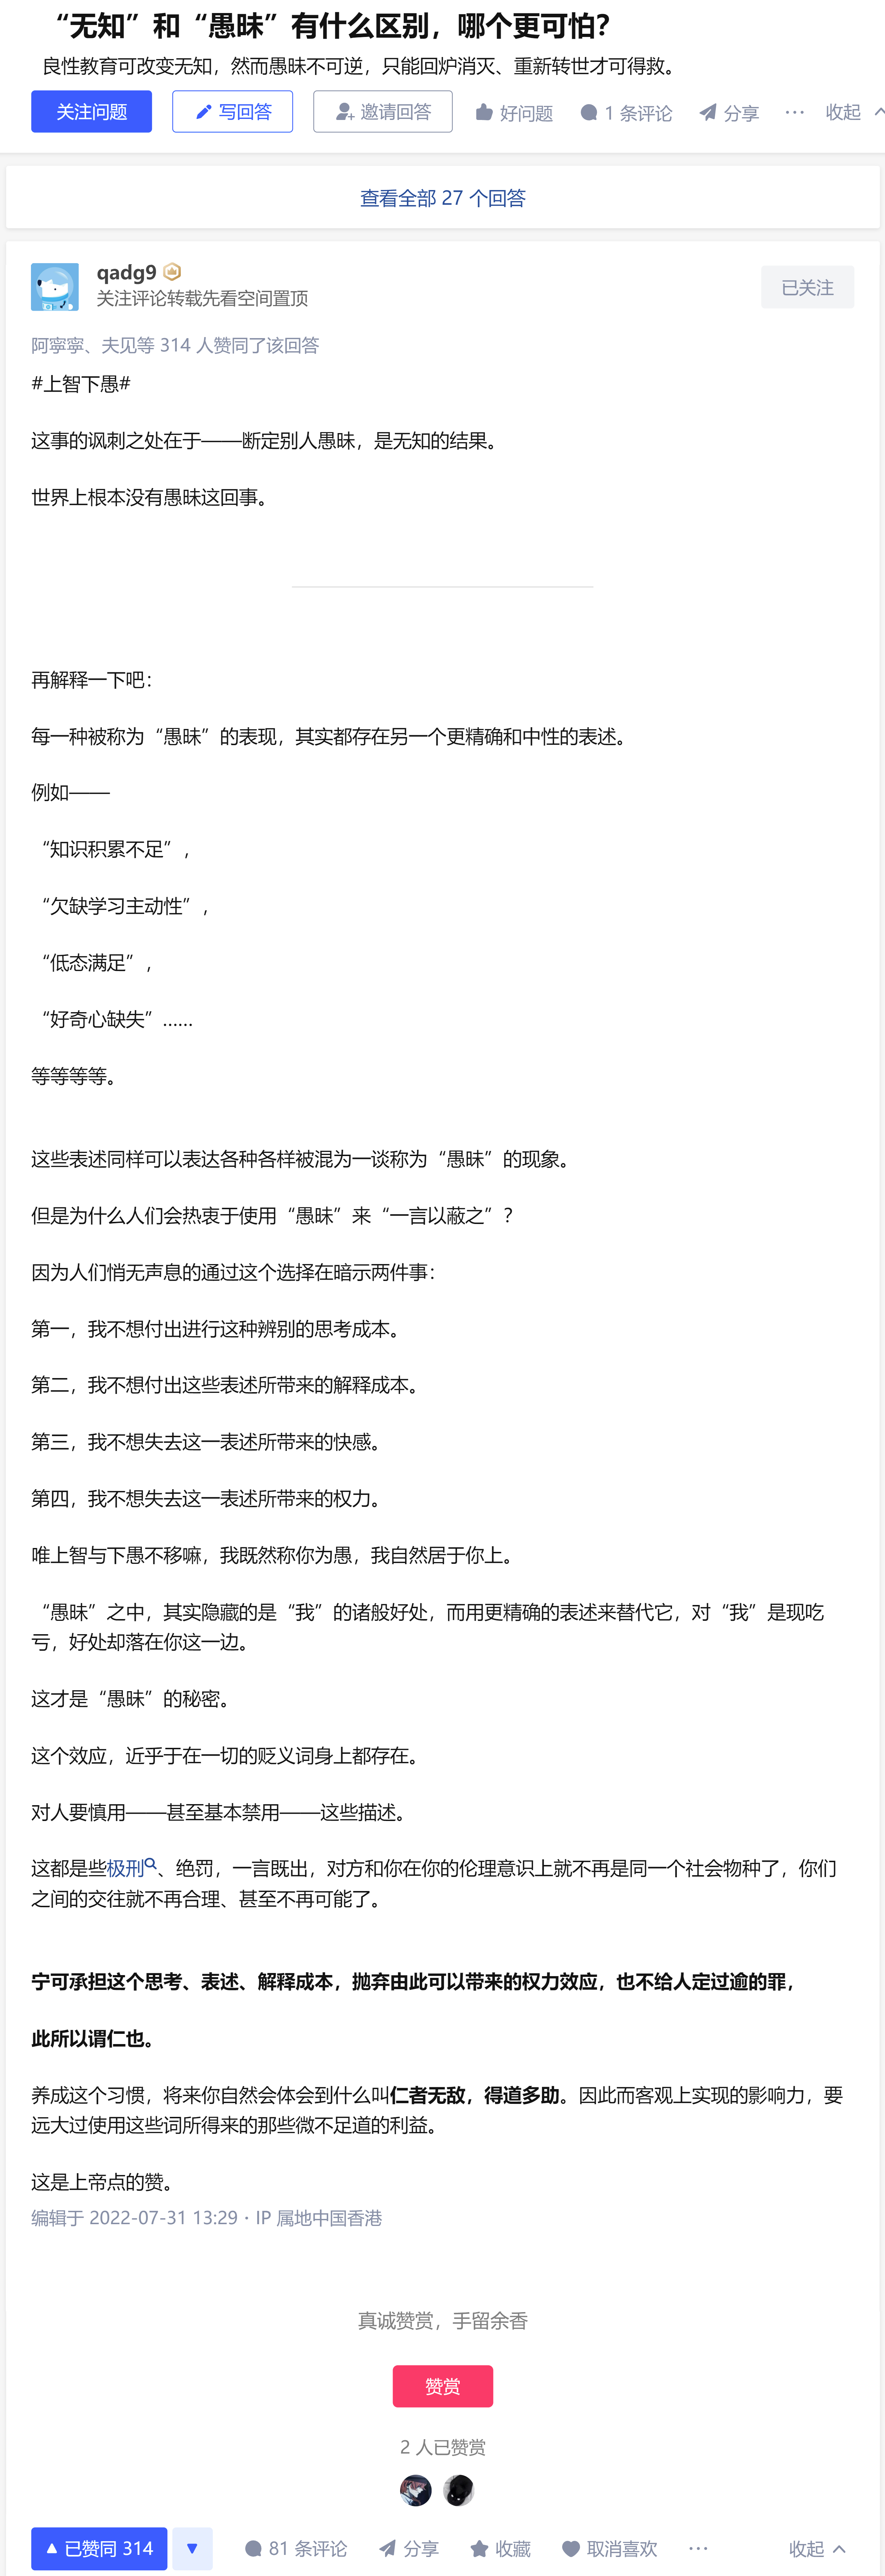 “无知”和“愚昧”有什么区别，哪个更可怕？
良性教育可改变无知，然而愚昧不可逆，只能回炉消灭、重新转世才可得救。
关注问题 写回答 邀请回答 好问题 1 条评论 分享 ··· 收起
查看全部 27 个回答
qadg9
关注评论转载先看空间置顶
已关注
阿寧寧、夫见等 314 人赞同了该回答
#上智下愚#
这事的讽刺之处在于——断定别人愚昧，是无知的结果。
世界上根本没有愚昧这回事。
再解释一下吧：
每一种被称为“愚昧”的表现，其实都存在另一个更精确和中性的表述。
例如——
“知识积累不足”，
“欠缺学习主动性”，
“低态满足”，
“好奇心缺失”……
等等等等。
这些表述同样可以表达各种各样被混为一谈称为“愚昧”的现象。
但是为什么人们会热衷于使用“愚昧”来“一言以蔽之”？
因为人们悄无声息的通过这个选择在暗示两件事：
第一，我不想付出进行这种辨别的思考成本。
第二，我不想付出这些表述所带来的解释成本。
第三，我不想失去这一表述所带来的快感。
第四，我不想失去这一表述所带来的权力。
唯上智与下愚不移嘛，我既然称你为愚，我自然居于你上。
“愚昧”之中，其实隐藏的是“我”的诸般好处，而用更精确的表述来替代它，对“我”是现吃
亏，好处却落在你这一边。
这才是“愚昧”的秘密。
这个效应，近乎于在一切的贬义词身上都存在。
对人要慎用——甚至基本禁用——这些描述。
这都是些极刑、绝罚，一言既出，对方和你在你的伦理意识上就不再是同一个社会物种了，你们
之间的交往就不再合理、甚至不再可能了。
宁可承担这个思考、表述、解释成本，抛弃由此可以带来的权力效应，也不给人定过逾的罪，
此所以谓仁也。
养成这个习惯，将来你自然会体会到什么叫仁者无敌，得道多助。因此而客观上实现的影响力，要
远大过使用这些词所得来的那些微不足道的利益。
这是上帝点的赞。
编辑于 2022-07-31 13:29 · IP 属地中国香港
真诚赞赏，手留余香
赞赏
2 人已赞赏
已赞同 314 81 条评论 分享 收藏 取消喜欢 ··· 收起